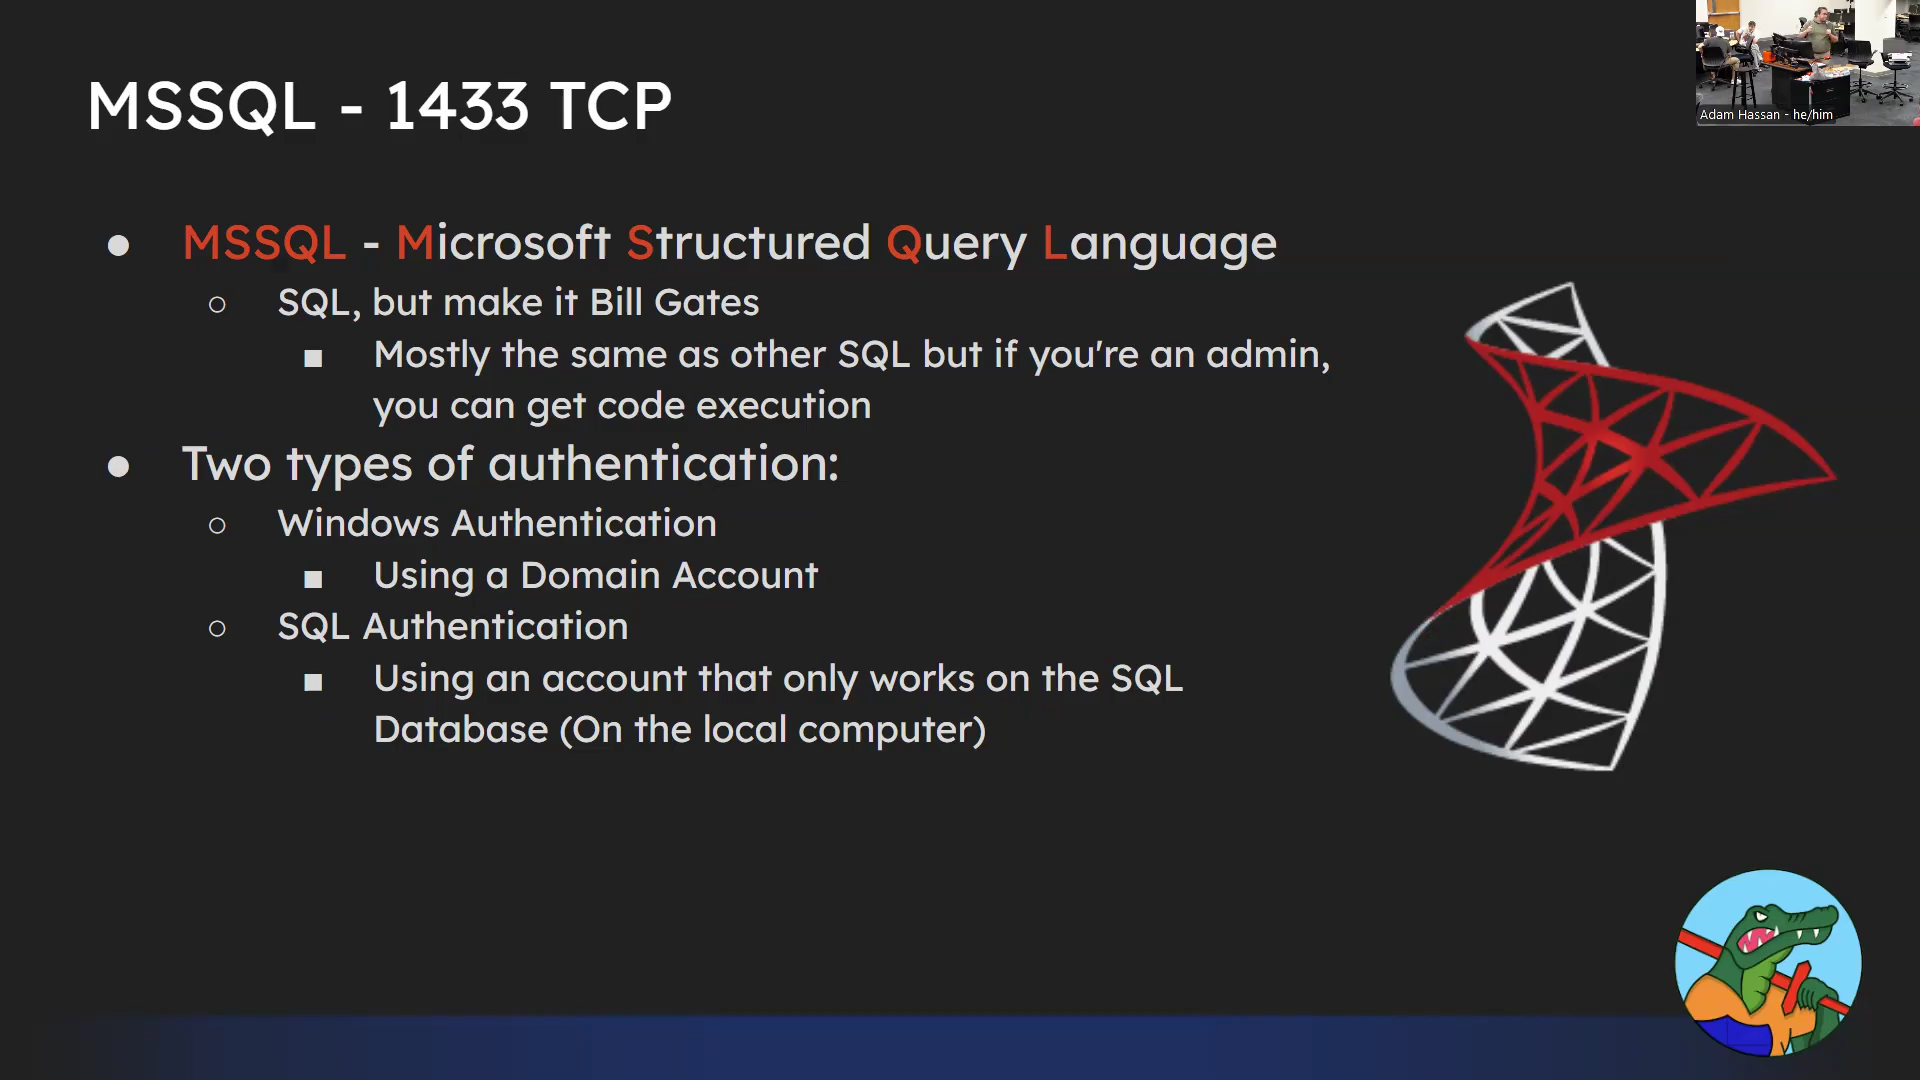 MSSQL - 1433 TCP
Adam Hassan - he/him
● MSSQL - Microsoft Structured Query Language
○ SQL, but make it Bill Gates
■ Mostly the same as other SQL but if you're an admin,
you can get code execution
● Two types of authentication:
○ Windows Authentication
■ Using a Domain Account
○ SQL Authentication
■ Using an account that only works on the SQL
Database (On the local computer)